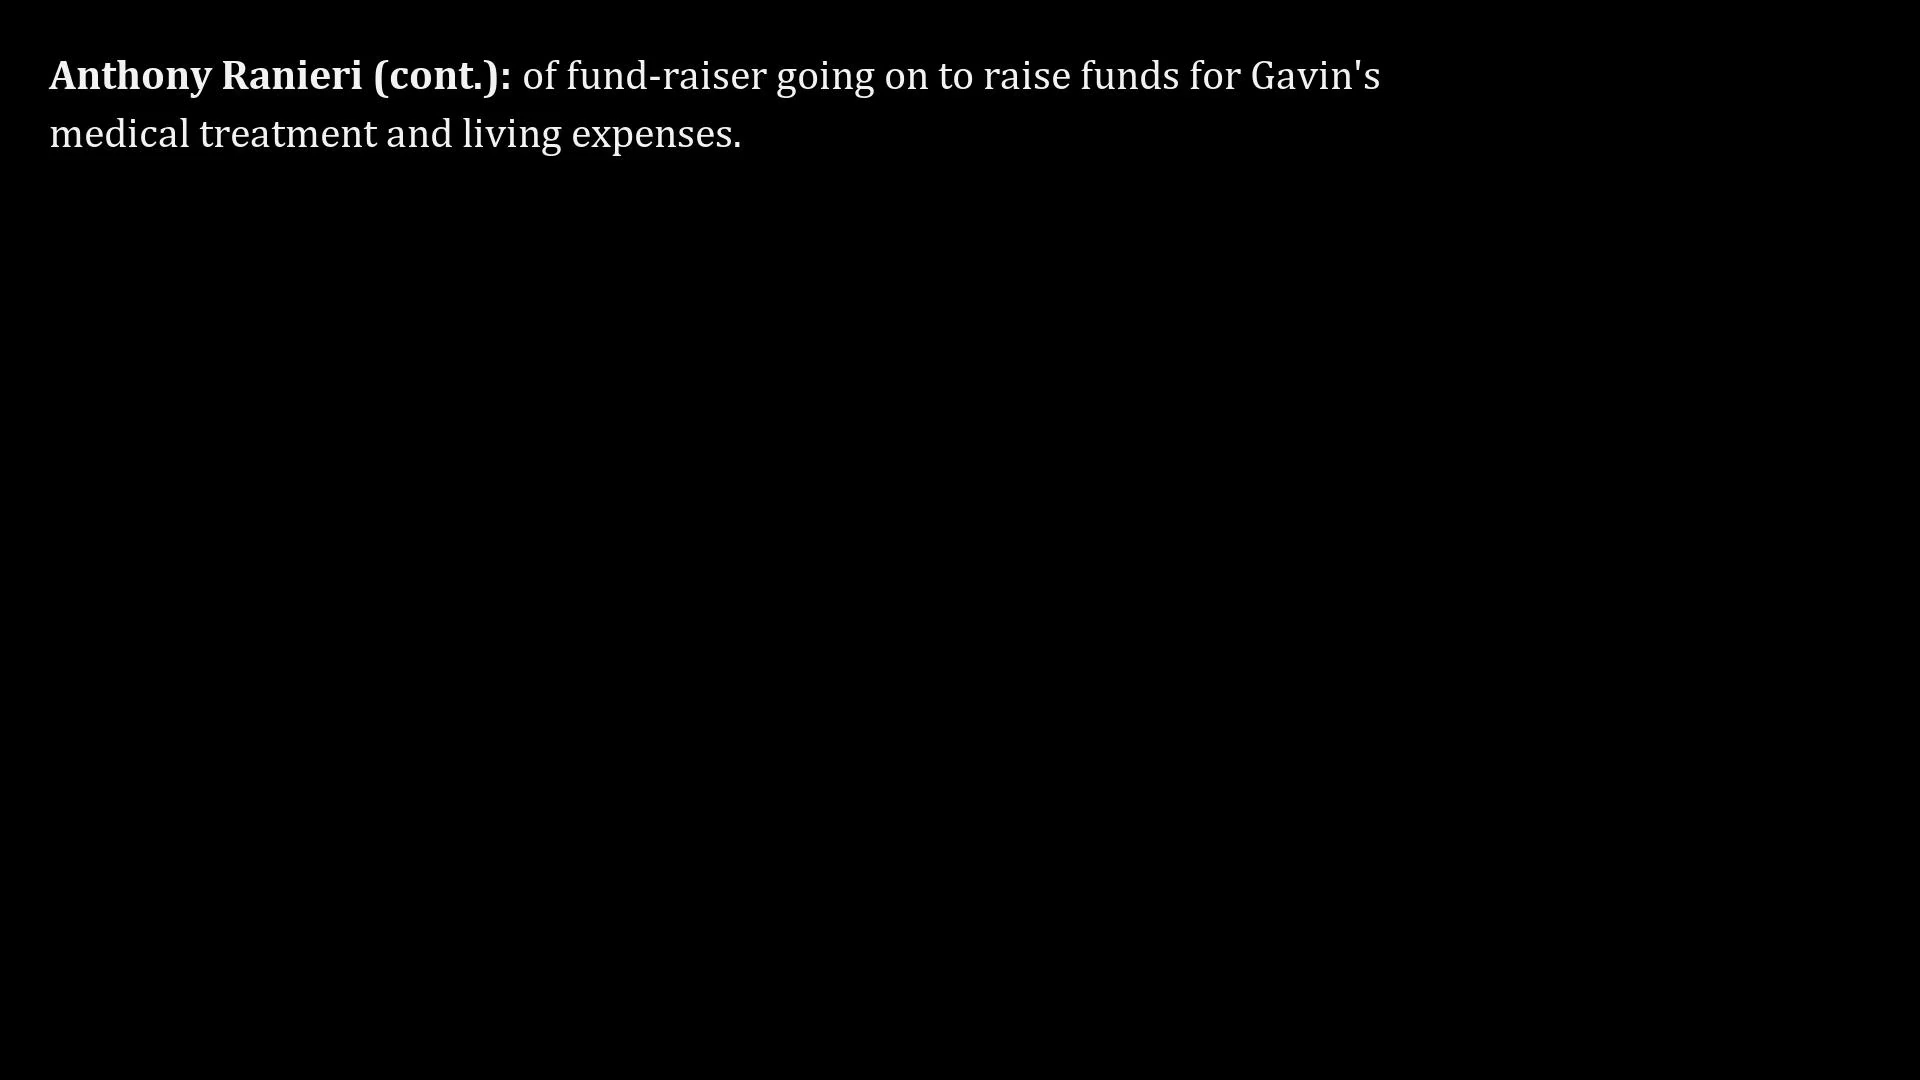 Anthony Ranieri (cont.): of fund-raiser going on to raise funds for Gavin's
medical treatment and living expenses.